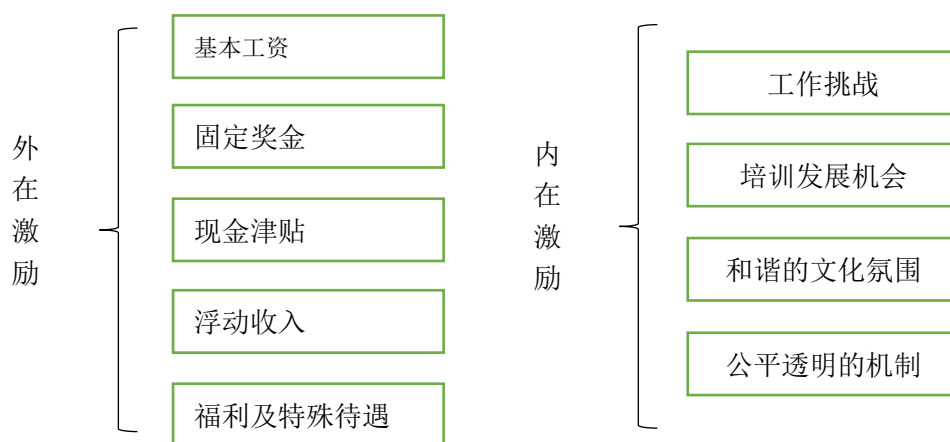 外在激励
基本工资
固定奖金
现金津贴
浮动收入
福利及特殊待遇
内在激励
工作挑战
培训发展机会
和谐的文化氛围
公平透明的机制